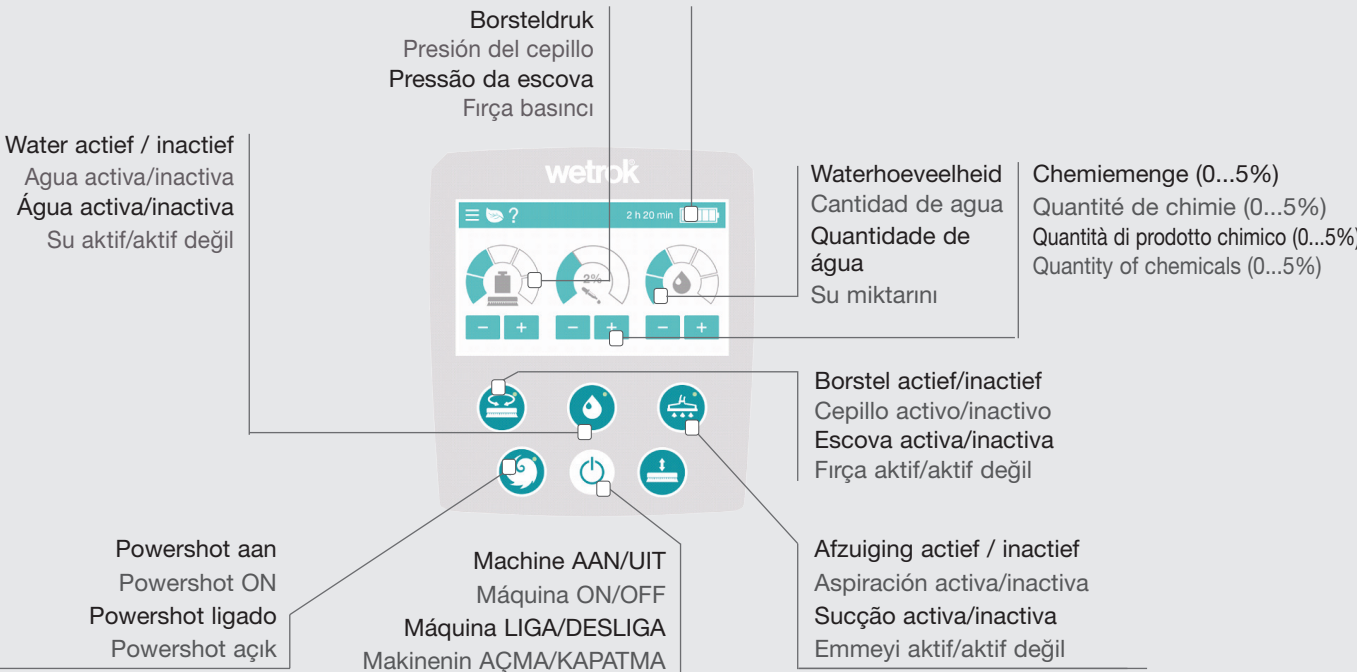 Borsteldruk
Presión del cepillo
Pressão da escova
Fırça basıncı
Water actief / inactief
Agua activa/inactiva
Água activa/inactiva
Su aktif/aktif değil
wetrok
?
2 h 20 min
2%
− + − + − +
Waterhoeveelheid
Cantidad de agua
Quantidade de
água
Su miktarını
Chemiemenge (0...5%)
Quantité de chimie (0...5%)
Quantità di prodotto chimico (0...5%)
Quantity of chemicals (0...5%)
Borstel actief/inactief
Cepillo activo/inactivo
Escova activa/inactiva
Fırça aktif/aktif değil
Powershot aan
Powershot ON
Powershot ligado
Powershot açık
Machine AAN/UIT
Máquina ON/OFF
Máquina LIGA/DESLIGA
Makinenin AÇMA/KAPATMA
Afzuiging actief / inactief
Aspiración activa/inactiva
Sucção activa/inactiva
Emmeyi aktif/aktif değil